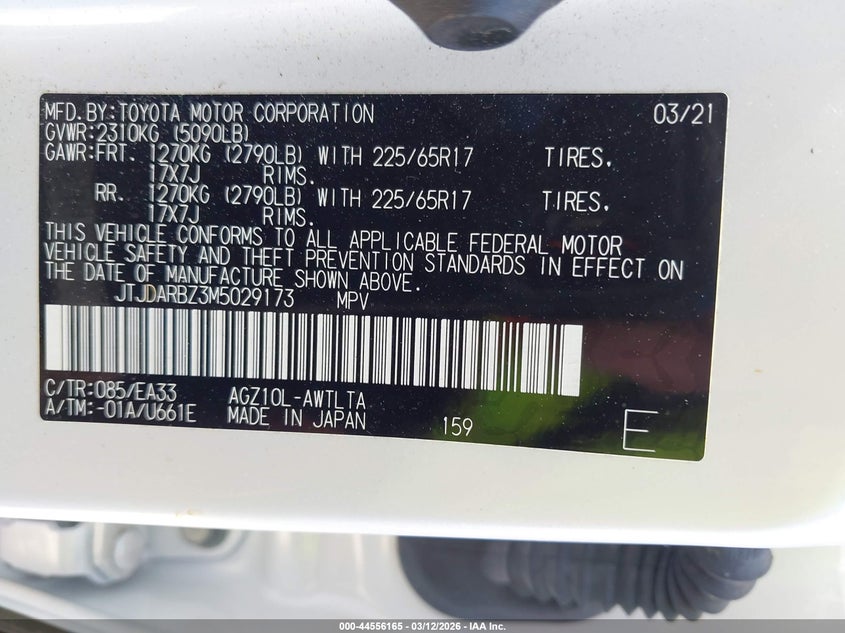 MFD.BY:TOYOTA MOTOR CORPORATION 03/21
GVWR:2310KG (5090LB)
GAWR:FRT. 1270KG (2790LB) WITH 225/65R17 TIRES.
17X7J RIMS.
RR. 1270KG (2790LB) WITH 225/65R17 TIRES,
17X7J RIMS.
THIS VEHICLE CONFORMS TO ALL APPLICABLE FEDERAL MOTOR
VEHICLE SAFETY AND THEFT PREVENTION STANDARDS IN EFFECT ON
THE DATE OF MANUFACTURE SHOWN ABOVE.
JTJDARBZ3M5029173 MPV
C/TR:085/EA33 AGZ10L-AWTLTA
A/TM:-01A/U661E MADE IN JAPAN 159 E
000-44556165 - 03/12/2026 - IAA Inc.